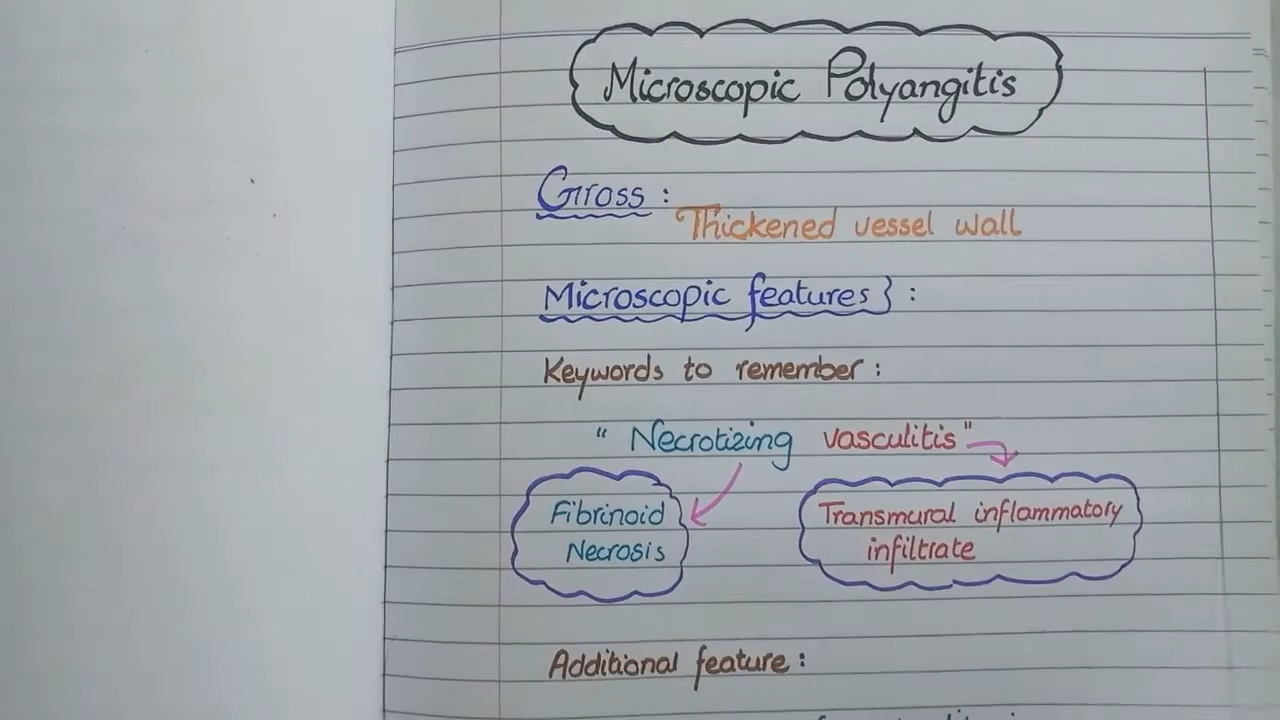 Microscopic Polyangitis
Gross :
Thickened vessel wall
Microscopic features} :
Keywords to remember :
" Necrotizing vasculitis"
Fibrinoid
Necrosis
Transmural inflammatory
infiltrate
Additional feature :